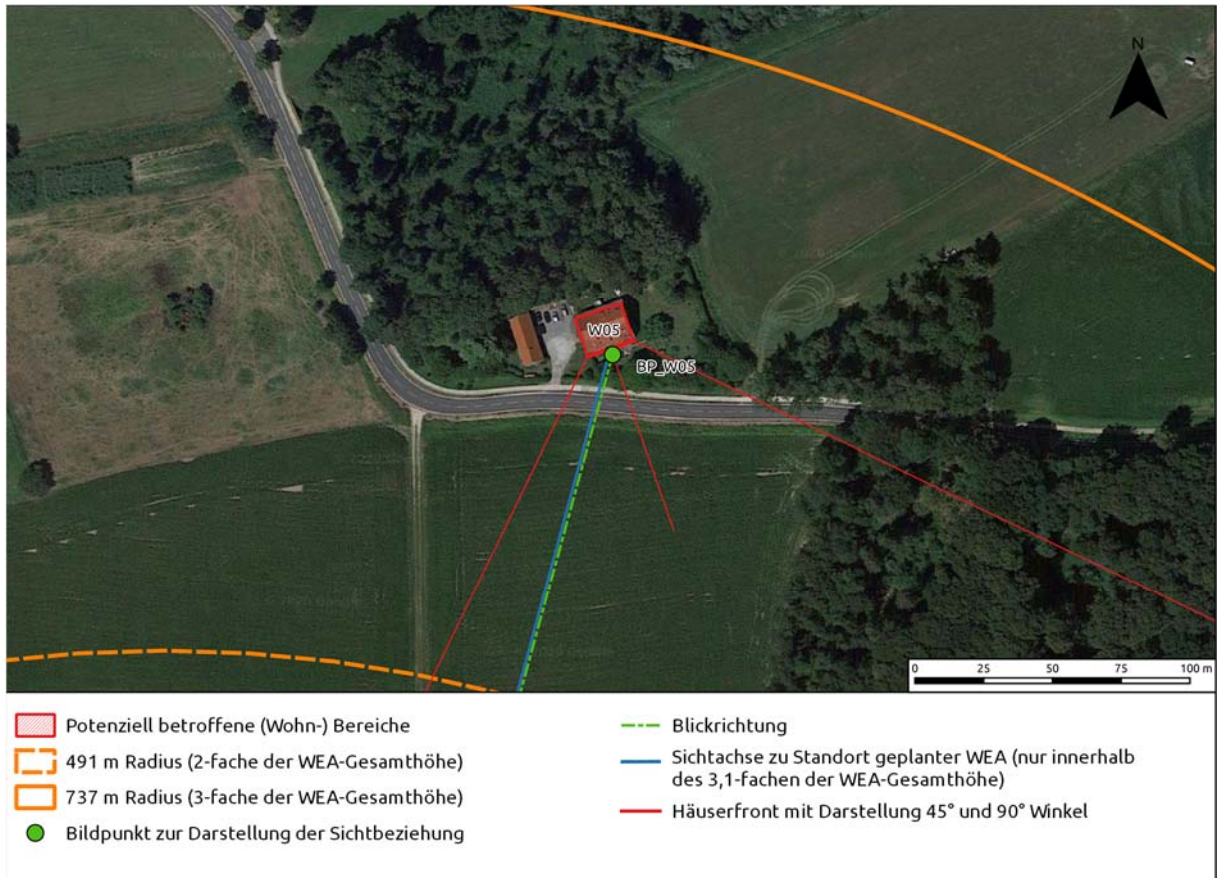 N
W05
BP_W05
0 25 50 75 100 m
Potenziell betroffene (Wohn-) Bereiche
491 m Radius (2-fache der WEA-Gesamthöhe)
737 m Radius (3-fache der WEA-Gesamthöhe)
Bildpunkt zur Darstellung der Sichtbeziehung
Blickrichtung
Sichtachse zu Standort geplanter WEA (nur innerhalb
des 3,1-fachen der WEA-Gesamthöhe)
Häuserfront mit Darstellung 45° und 90° Winkel